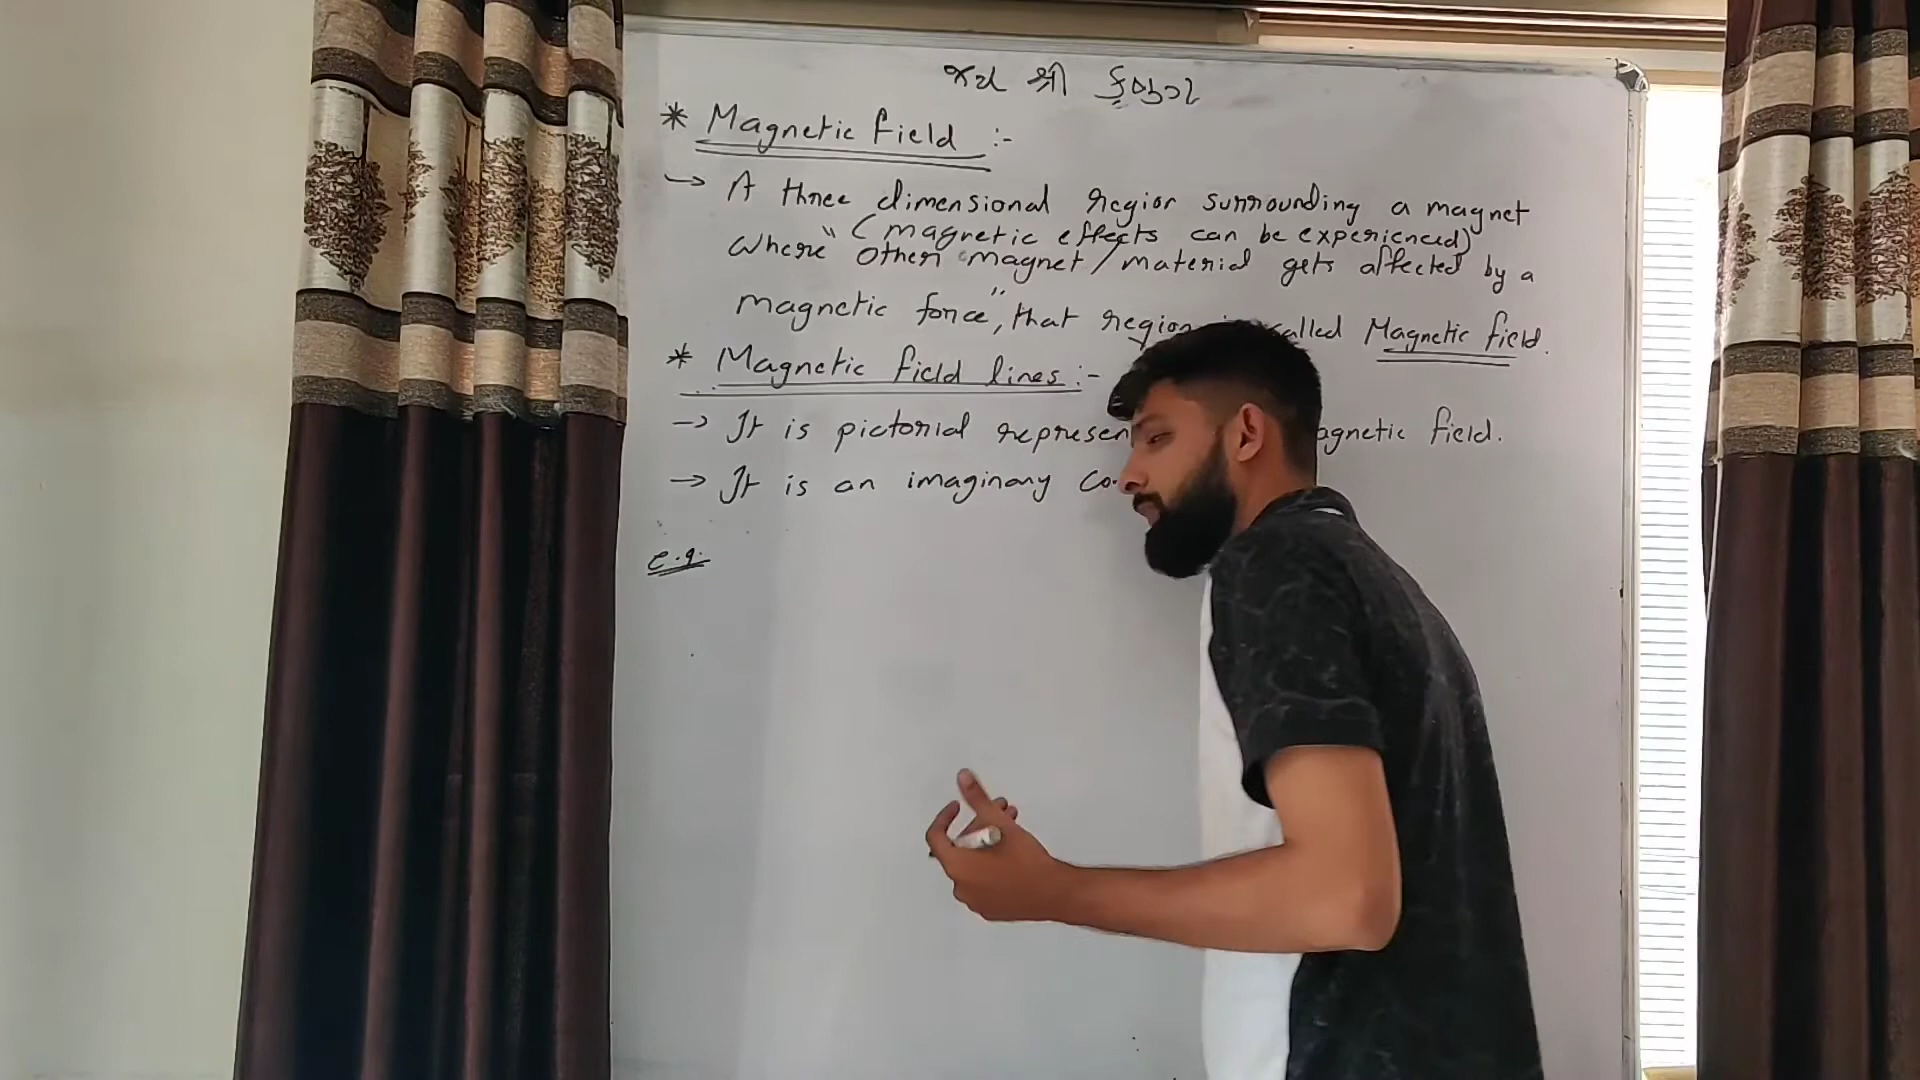 જય શ્રી કૃષ્ણ
* Magnetic field :-
→ A three dimensional region surrounding a magnet
(magnetic effects can be experienced)
where "other magnet/material gets affected by a
magnetic force", that region is called Magnetic field.
* Magnetic field lines :-
→ It is pictorial represen agnetic field.
→ It is an imaginary
e.g.